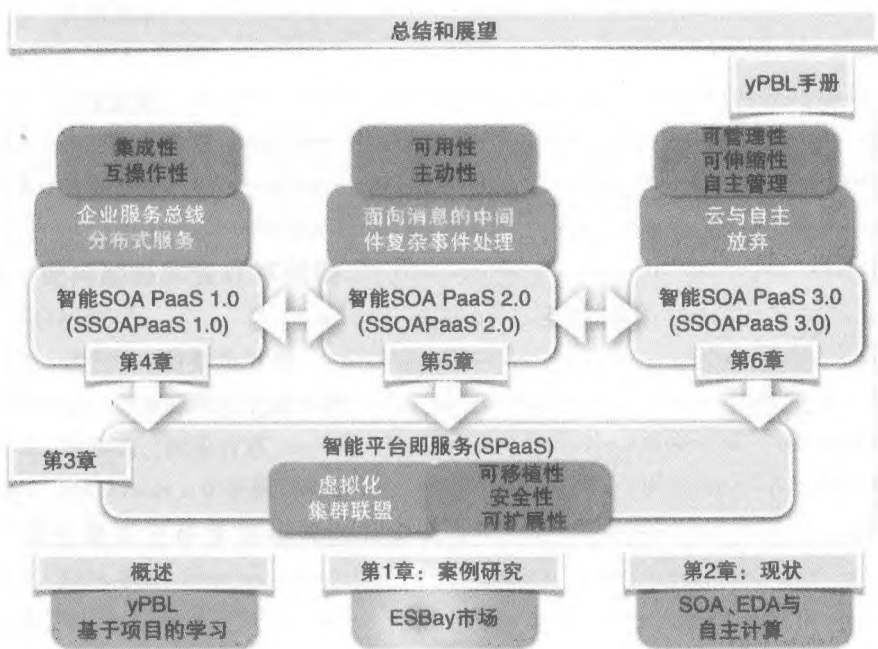 总结和展望
yPBL手册
集成性
互操作性
可用性
主动性
可管理性
可伸缩性
自主管理
企业服务总线
分布式服务
面向消息的中间
件复杂事件处理
云与自主
放弃
智能SOA PaaS 1.0
(SSOAPaaS 1.0)
智能SOA PaaS 2.0
(SSOAPaaS 2.0)
智能SOA PaaS 3.0
(SSOAPaaS 3.0)
第4章
第5章
第6章
第3章
智能平台即服务(SPaaS)
虚拟化
集群联盟
可移植性
安全性
可扩展性
概述
第1章：案例研究
第2章：现状
yPBL
基于项目的学习
ESBay市场
SOA、EDA与
自主计算